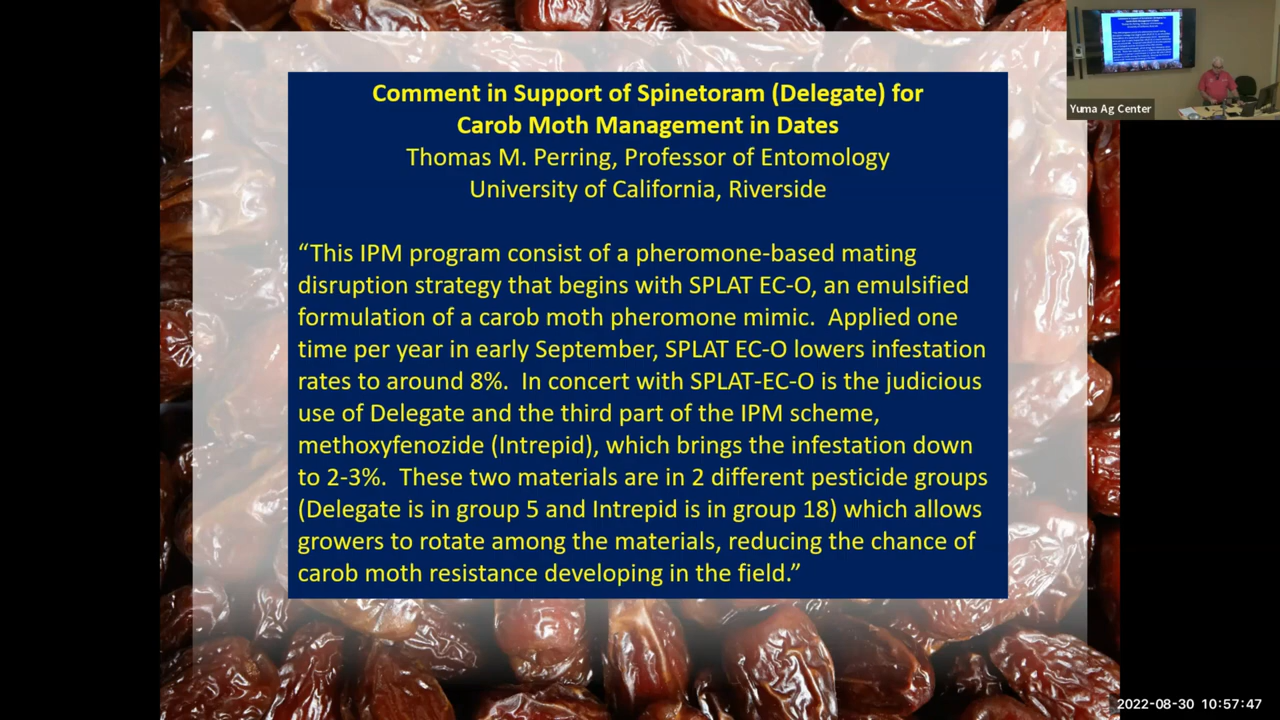 Comment in Support of Spinetoram (Delegate) for
Carob Moth Management in Dates
Thomas M. Perring, Professor of Entomology
University of California, Riverside
“This IPM program consist of a pheromone-based mating
disruption strategy that begins with SPLAT EC-O, an emulsified
formulation of a carob moth pheromone mimic.  Applied one
time per year in early September, SPLAT EC-O lowers infestation
rates to around 8%.  In concert with SPLAT-EC-O is the judicious
use of Delegate and the third part of the IPM scheme,
methoxyfenozide (Intrepid), which brings the infestation down
to 2-3%.  These two materials are in 2 different pesticide groups
(Delegate is in group 5 and Intrepid is in group 18) which allows
growers to rotate among the materials, reducing the chance of
carob moth resistance developing in the field.”
Yuma Ag Center
2022-08-30 10:57:47